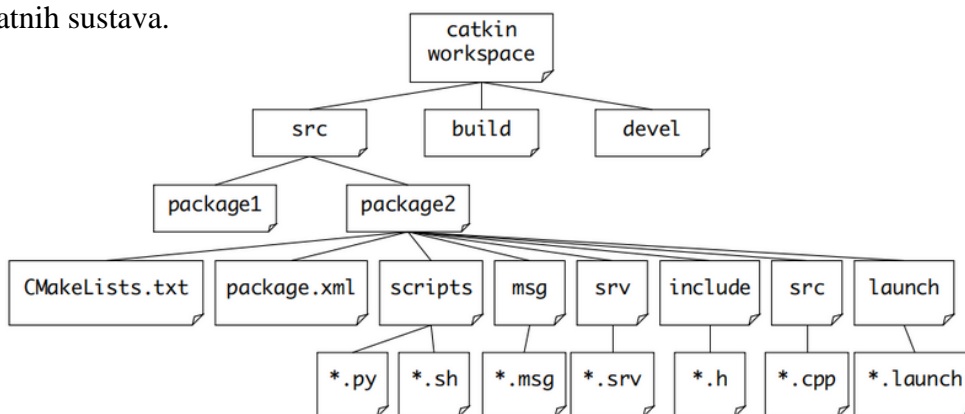 atnih sustava.
catkin
workspace
src build devel
package1 package2
CMakeLists.txt package.xml scripts msg srv include src launch
*.py *.sh *.msg *.srv *.h *.cpp *.launch